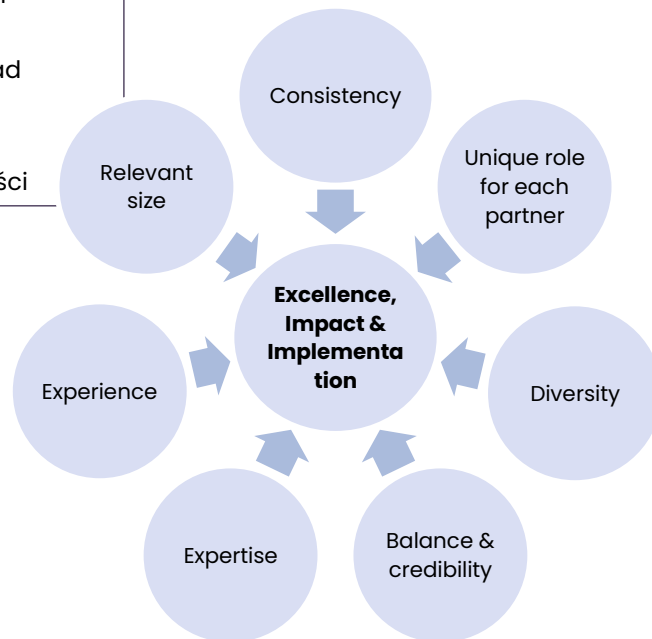 ad
ści
Consistency
Unique role
for each
partner
Diversity
Balance &
credibility
Expertise
Experience
Relevant
size
Excellence,
Impact &
Implementa
tion